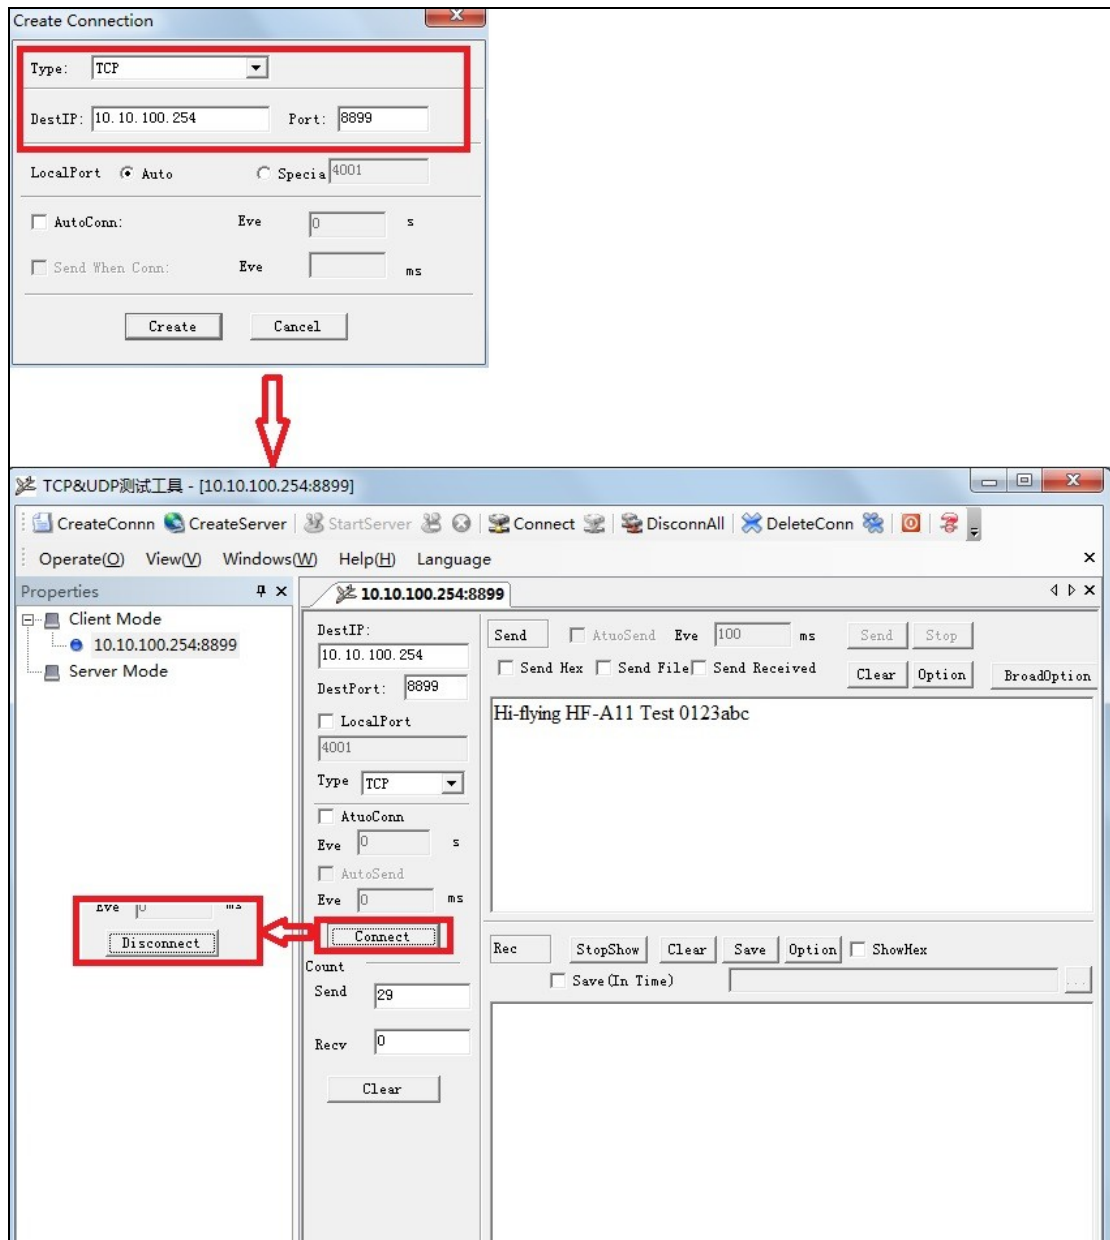 Create Connection
Type: TCP
DestIP: 10. 10. 100. 254 Port: 8899
LocalPort Auto Specia 4001
AutoConn: Eve 0 s
Send When Conn: Eve ms
Create Cancel
TCP&UDP测试工具 - [10.10.100.254:8899]
CreateConnn CreateServer StartServer Connect DisconnAll DeleteConn
Operate(O) View(V) Windows(W) Help(H) Language
Properties
Client Mode
10.10.100.254:8899
Server Mode
Eve 0 ms
Disconnect
10.10.100.254:8899
DestIP:
10. 10. 100. 254
DestPort: 8899
LocalPort
4001
Type TCP
AtuoConn
Eve 0 s
AutoSend
Eve 0 ms
Connect
Count
Send 29
Recv 0
Clear
Send AtuoSend Eve 100 ms Send Stop
Send Hex Send File Send Received Clear Option BroadOption
Hi-flying HF-A11 Test 0123abc
Rec StopShow Clear Save Option ShowHex
Save(In Time) ...